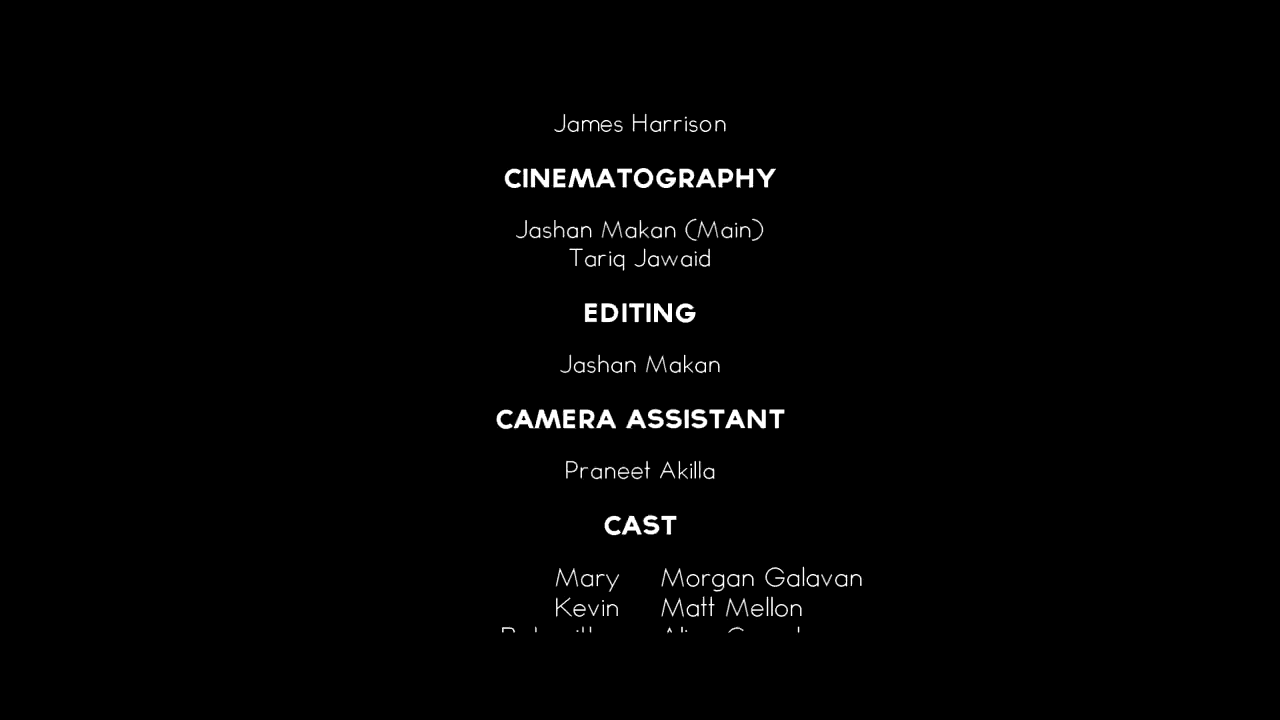 James Harrison
CINEMATOGRAPHY
Jashan Makan (Main)
Tariq Jawaid
EDITING
Jashan Makan
CAMERA ASSISTANT
Praneet Akilla
CAST
Mary Morgan Galavan
Kevin Matt Mellon